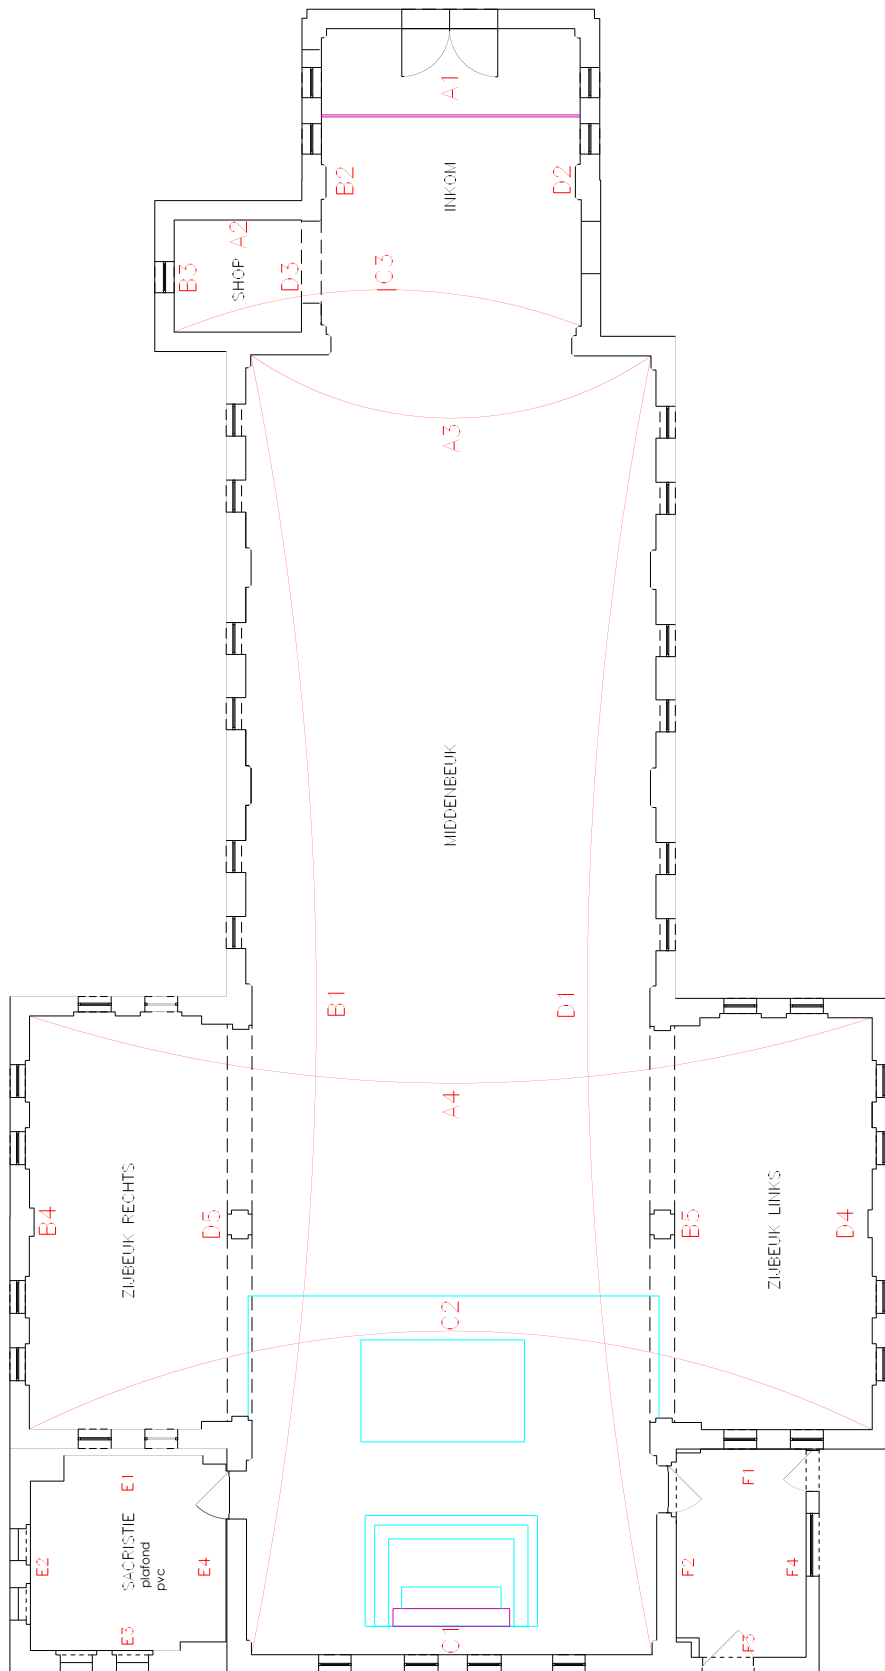 A1
B2
INKOM
D2
A2
B3
SHOP
D3
C3
A3
MIDDENBEUK
B1
D1
A4
B4
ZIJBEUK RECHTS
D5
B5
ZIJBEUK LINKS
D4
C2
E1
F1
E2
SACRISTIE
plafond
pvc
E4
F2
F4
E3
C1
F3